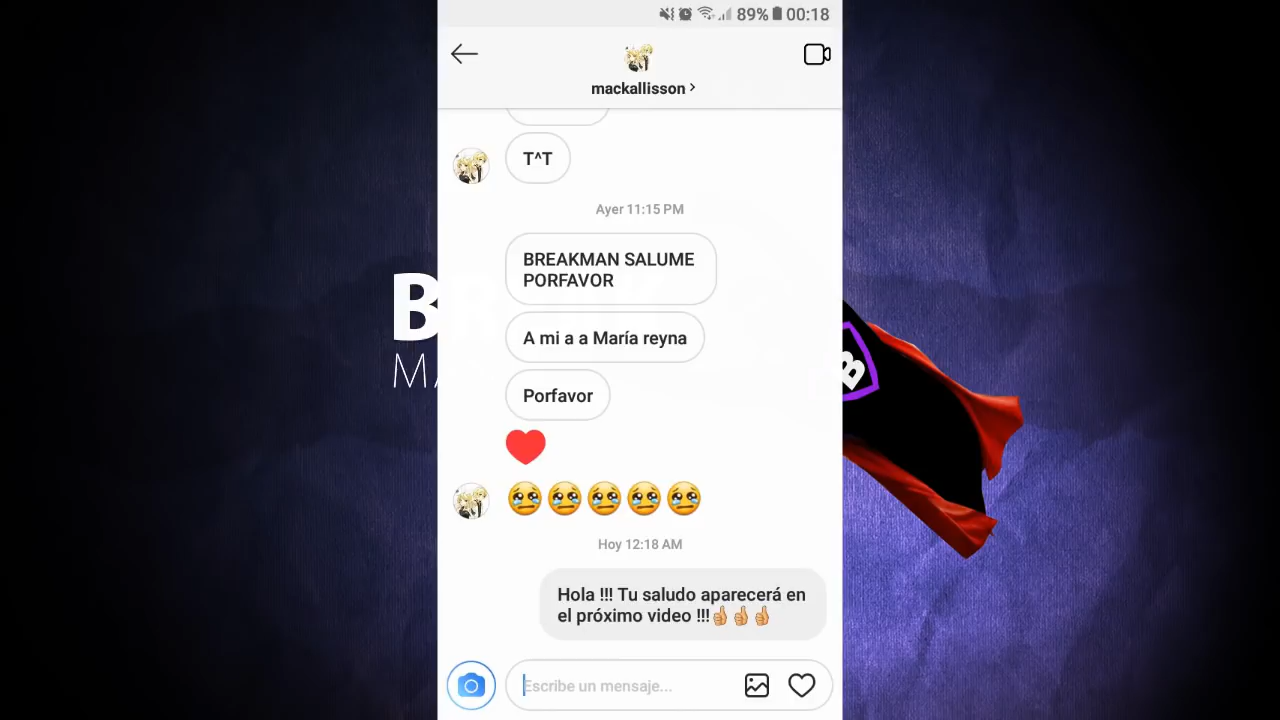 89% 00:18
mackallisson
T^T
Ayer 11:15 PM
BREAKMAN SALUME
PORFAVOR
A mi a a María reyna
Porfavor
Hoy 12:18 AM
Hola !!! Tu saludo aparecerá en
el próximo video !!!👍👍👍
Escribe un mensaje...
B